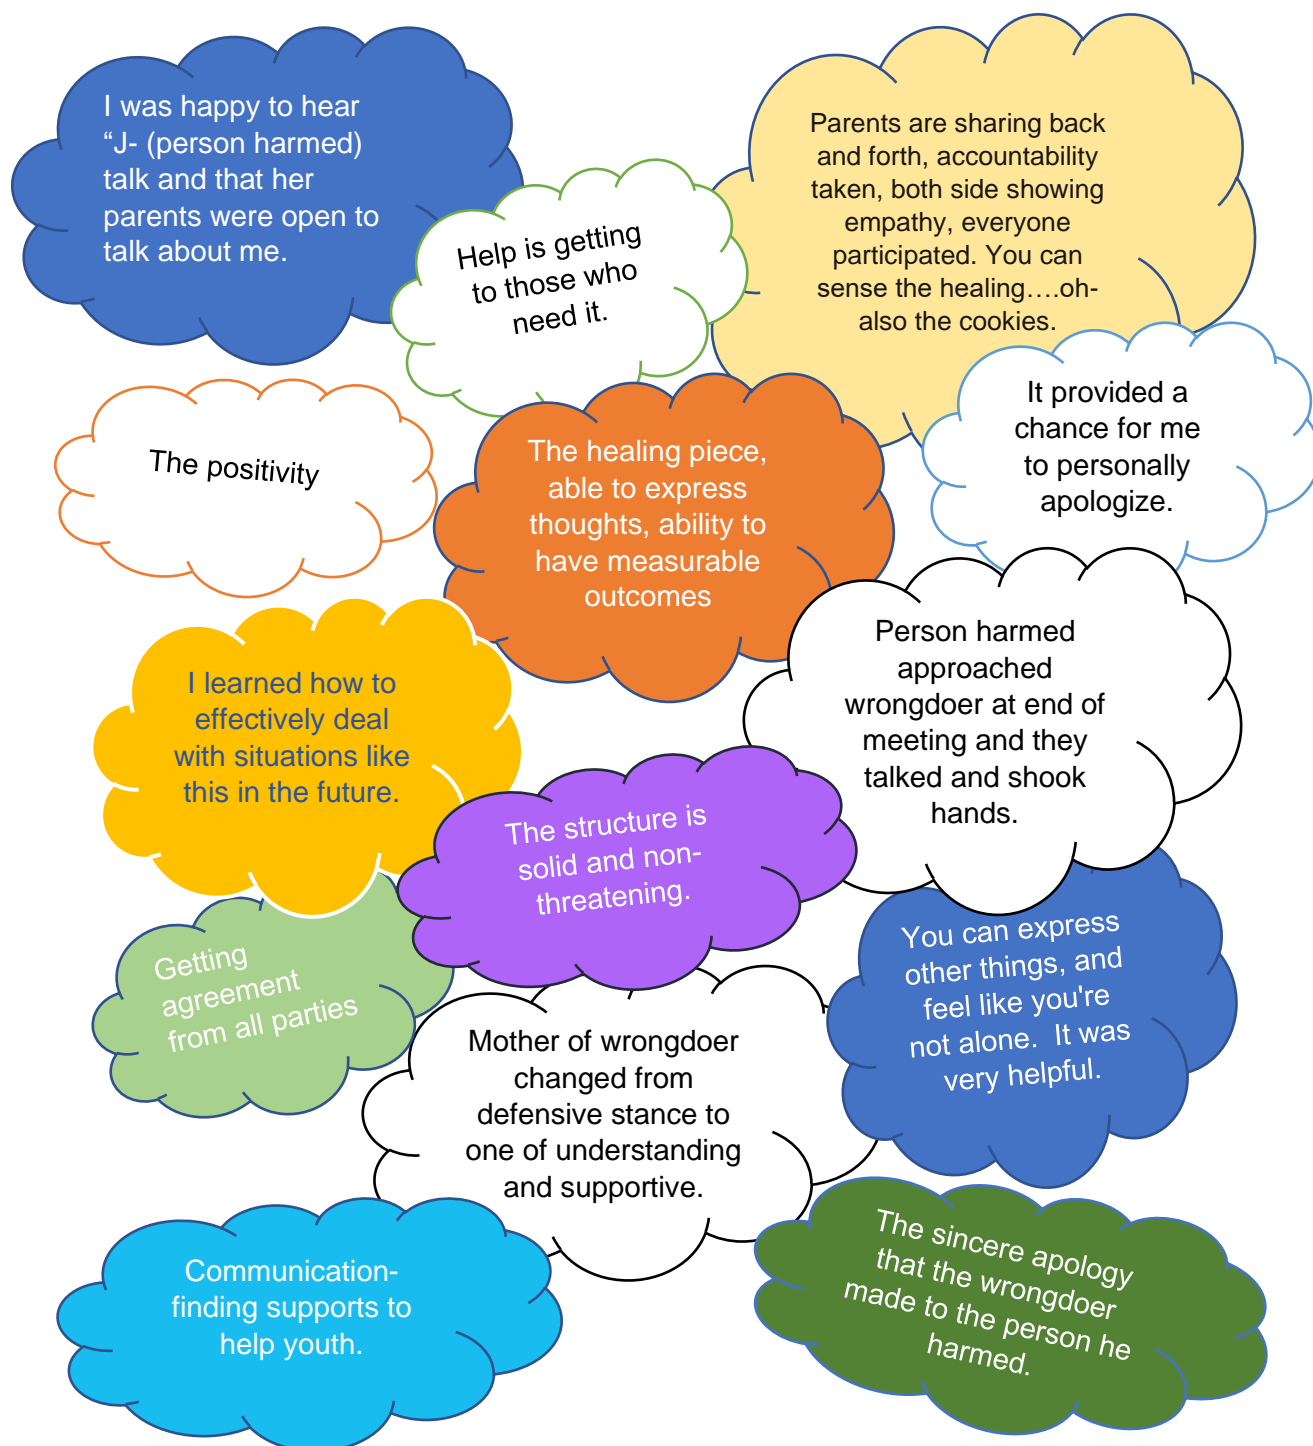 I was happy to hear
“J- (person harmed)
talk and that her
parents were open to
talk about me.
Help is getting
to those who
need it.
Parents are sharing back
and forth, accountability
taken, both side showing
empathy, everyone
participated. You can
sense the healing….oh-
also the cookies.
The positivity
The healing piece,
able to express
thoughts, ability to
have measurable
outcomes
It provided a
chance for me
to personally
apologize.
I learned how to
effectively deal
with situations like
this in the future.
Person harmed
approached
wrongdoer at end of
meeting and they
talked and shook
hands.
The structure is
solid and non-
threatening.
Getting
agreement
from all parties
You can express
other things, and
feel like you're
not alone.  It was
very helpful.
Mother of wrongdoer
changed from
defensive stance to
one of understanding
and supportive.
Communication-
finding supports to
help youth.
The sincere apology
that the wrongdoer
made to the person he
harmed.